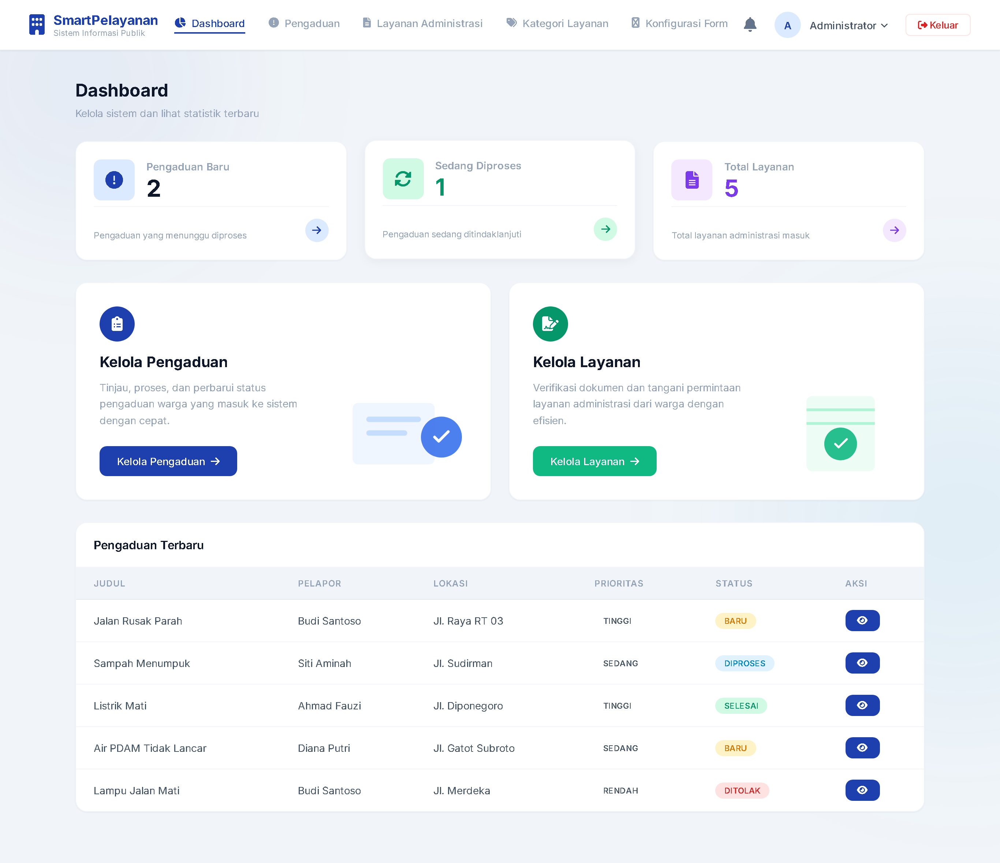 SmartPelayanan
Sistem Informasi Publik
Dashboard
Pengaduan
Layanan Administrasi
Kategori Layanan
Konfigurasi Form
A
Administrator
Keluar
Dashboard
Kelola sistem dan lihat statistik terbaru
Pengaduan Baru
2
Pengaduan yang menunggu diproses
Sedang Diproses
1
Pengaduan sedang ditindaklanjuti
Total Layanan
5
Total layanan administrasi masuk
Kelola Pengaduan
Tinjau, proses, dan perbarui status
pengaduan warga yang masuk ke sistem
dengan cepat.
Kelola Pengaduan →
Kelola Layanan
Verifikasi dokumen dan tangani permintaan
layanan administrasi dari warga dengan
efisien.
Kelola Layanan →
Pengaduan Terbaru
JUDUL PELAPOR LOKASI PRIORITAS STATUS AKSI
Jalan Rusak Parah Budi Santoso Jl. Raya RT 03 TINGGI BARU
Sampah Menumpuk Siti Aminah Jl. Sudirman SEDANG DIPROSES
Listrik Mati Ahmad Fauzi Jl. Diponegoro TINGGI SELESAI
Air PDAM Tidak Lancar Diana Putri Jl. Gatot Subroto SEDANG BARU
Lampu Jalan Mati Budi Santoso Jl. Merdeka RENDAH DITOLAK